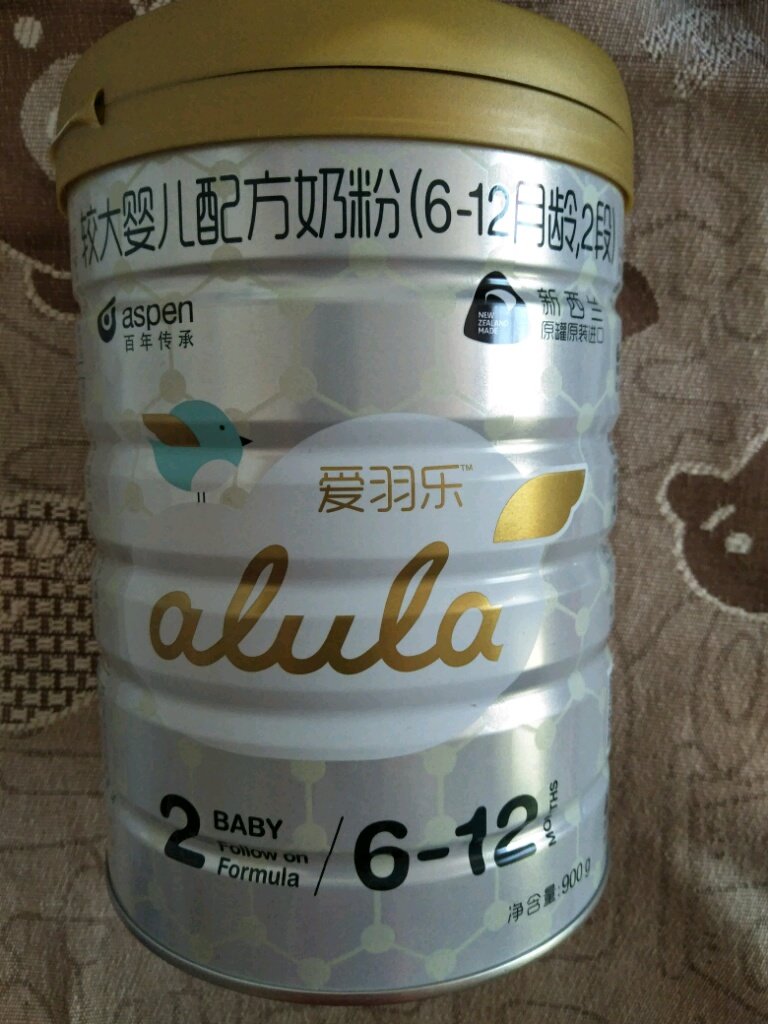 较大婴儿配方奶粉(6-12月龄,2段)
aspen
百年传承
NEW
ZEALAND
MADE
新西兰
原罐原装进口
爱羽乐™
alula
2 BABY
Follow on
Formula
/ 6-12 MONTHS
净含量:900g